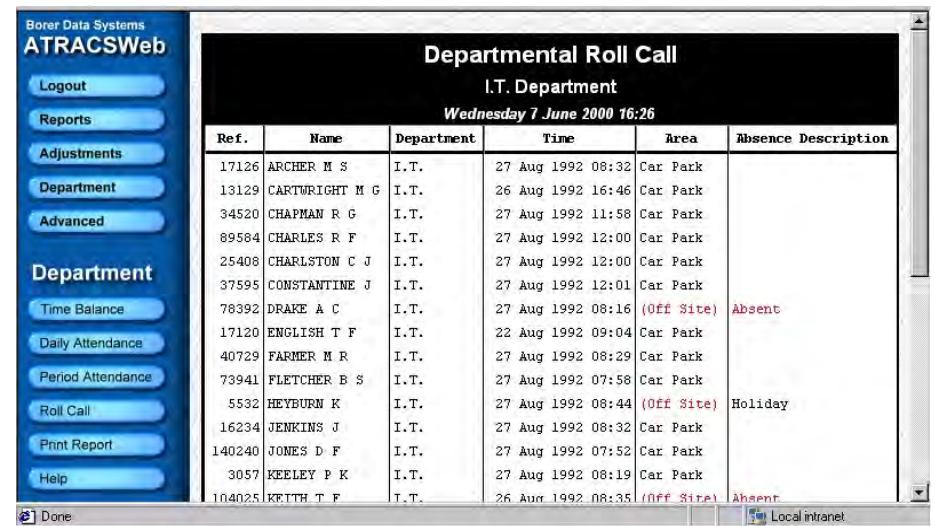 Borer Data Systems
ATRACSWeb
Logout
Reports
Adjustments
Department
Advanced
Department
Time Balance
Daily Attendance
Period Attendance
Roll Call
Print Report
Help
Departmental Roll Call
I.T. Department
Wednesday 7 June 2000 16:26
Ref. Name Department Time Area Absence Description
17126 ARCHER M S I.T. 27 Aug 1992 08:32 Car Park
13129 CARTWRIGHT M G I.T. 26 Aug 1992 16:46 Car Park
34520 CHAPMAN R G I.T. 27 Aug 1992 11:58 Car Park
89584 CHARLES R F I.T. 27 Aug 1992 12:00 Car Park
25408 CHARLSTON C J I.T. 27 Aug 1992 12:00 Car Park
37595 CONSTANTINE J I.T. 27 Aug 1992 12:01 Car Park
78392 DRAKE A C I.T. 27 Aug 1992 08:16 (Off Site) Absent
17120 ENGLISH T F I.T. 22 Aug 1992 09:04 Car Park
40729 FARMER M R I.T. 27 Aug 1992 08:29 Car Park
73941 FLETCHER B S I.T. 27 Aug 1992 07:58 Car Park
5532 HEYBURN K I.T. 27 Aug 1992 08:44 (Off Site) Holiday
16234 JENKINS J I.T. 27 Aug 1992 08:32 Car Park
140240 JONES D F I.T. 27 Aug 1992 07:52 Car Park
3057 KEELEY P K I.T. 27 Aug 1992 08:19 Car Park
104025 KEITH T F I.T. 26 Aug 1992 08:35 (Off Site) Absent
Done Local intranet